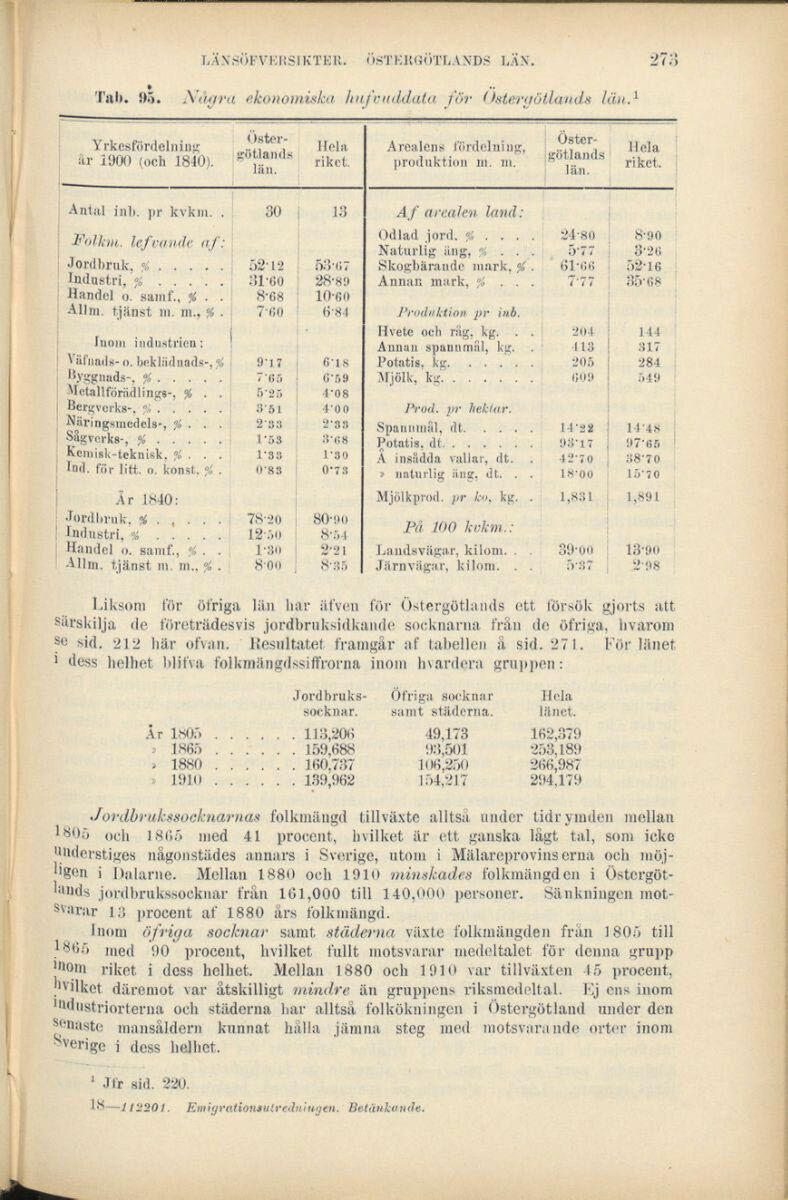 LÄNSÖFVERSIKTER. ÖSTERGÖTLANDS LÄN. 273
Tab. 95. Några ekonomiska hufvuddata för Östergötlands län.¹
Yrkesfördelning år 1900 (och 1840). Östergötlands län. Hela riket.
Antal inb. pr kvkm. . 30 13
Folkm. lefvande af:
Jordbruk, % . . . . . 52·12 53·67
Industri, % . . . . . 31·60 28·89
Handel o. samf., % . . 8·68 10·60
Allm. tjänst m. m., % . 7·60 6·84
Inom industrien:
Väfnads- o. beklädnads-, % 9·17 6·18
Byggnads-, % . . . . . 7·65 6·59
Metallförädlings-, % . . 5·25 4·08
Bergverks-, % . . . . . 3·51 4·00
Näringsmedels-, % . . . 2·33 2·33
Sågverks-, % . . . . . 1·53 3·68
Kemisk-teknisk, % . . . 1·33 1·30
Ind. för litt. o. konst, % . 0·83 0·73
År 1840:
Jordbruk, % . . . . . 78·20 80·90
Industri, % . . . . . 12·50 8·54
Handel o. samf., % . . 1·30 2·21
Allm. tjänst m. m., % . 8·00 8·35
Arealens fördelning, produktion m. m. Östergötlands län. Hela riket.
Af arealen land:
Odlad jord, % . . . . 24·80 8·90
Naturlig äng, % . . . 5·77 3·26
Skogbärande mark, % . 61·66 52·16
Annan mark, % . . . 7·77 35·68
Produktion pr inb.
Hvete och råg, kg. . . 204 144
Annan spannmål, kg. . 413 317
Potatis, kg. . . . . . 205 284
Mjölk, kg. . . . . . . 609 549
Prod. pr hektar.
Spannmål, dt. . . . . 14·22 14·48
Potatis, dt. . . . . . . 93·17 97·65
Å insådda vallar, dt. . 42·70 38·70
» naturlig äng, dt. . . 18·00 15·70
Mjölkprod. pr ko, kg. . 1,831 1,891
På 100 kvkm.:
Landsvägar, kilom. . . 39·00 13·90
Järnvägar, kilom. . . 5·37 2·98
Liksom för öfriga län har äfven för Östergötlands ett försök gjorts att
särskilja de företrädesvis jordbruksidkande socknarna från de öfriga, hvarom
se sid. 212 här ofvan. Resultatet framgår af tabellen å sid. 271. För länet
i dess helhet blifva folkmängdssiffrorna inom hvardera gruppen:
Jordbruks- Öfriga socknar Hela
socknar. samt städerna. länet.
År 1805 . . . . . . 113,206 49,173 162,379
» 1865 . . . . . . 159,688 93,501 253,189
» 1880 . . . . . . 160,737 106,250 266,987
» 1910 . . . . . . 139,962 154,217 294,179
Jordbrukssocknarnas folkmängd tillväxte alltså under tidrymden mellan
1805 och 1865 med 41 procent, hvilket är ett ganska lågt tal, som icke
understiges någonstädes annars i Sverige, utom i Mälareprovinserna och möj-
ligen i Dalarne. Mellan 1880 och 1910 minskades folkmängden i Östergöt-
lands jordbrukssocknar från 161,000 till 140,000 personer. Sänkningen mot-
svarar 13 procent af 1880 års folkmängd.
Inom öfriga socknar samt städerna växte folkmängden från 1805 till
1865 med 90 procent, hvilket fullt motsvarar medeltalet för denna grupp
inom riket i dess helhet. Mellan 1880 och 1910 var tillväxten 45 procent,
hvilket däremot var åtskilligt mindre än gruppens riksmedeltal. Ej ens inom
industriorterna och städerna har alltså folkökningen i Östergötland under den
senaste mansåldern kunnat hålla jämna steg med motsvarande orter inom
Sverige i dess helhet.
¹ Jfr sid. 220.
18—112201. Emigrationsutredningen. Betänkande.